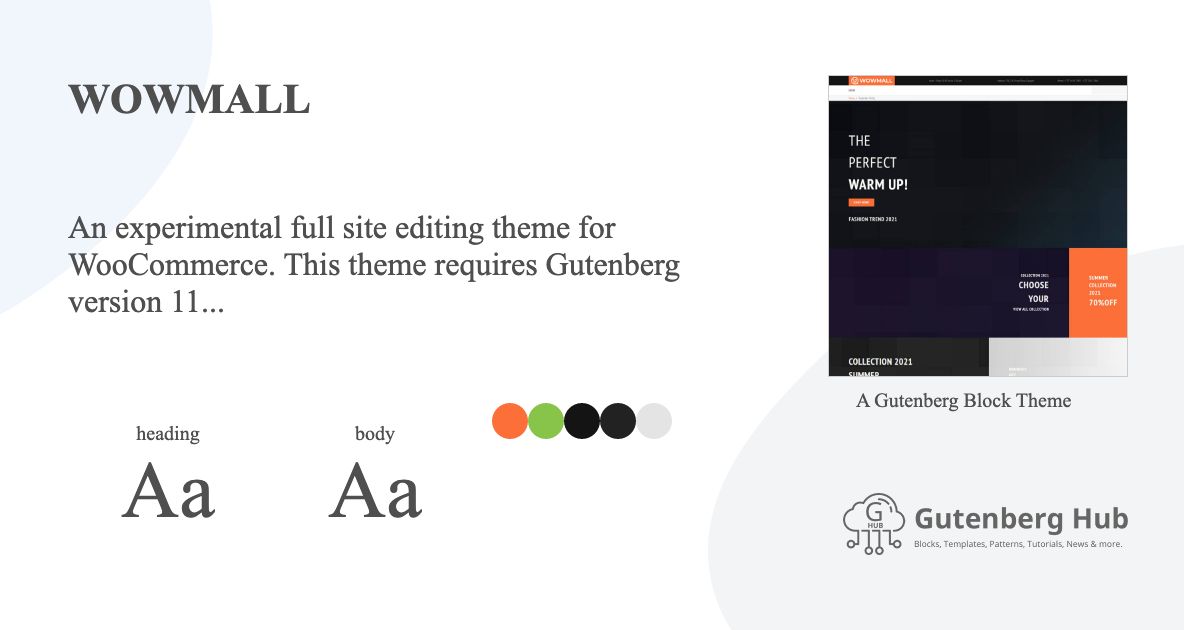 WOWMALL
An experimental full site editing theme for
WooCommerce. This theme requires Gutenberg
version 11...
heading
Aa
body
Aa
WOWMALL
THE
PERFECT
WARM UP!
FASHION TREND 2021
COLLECTION 2021
CHOOSE
YOUR
VIEW ALL COLLECTION
SUMMER
COLLECTION
2021
70%OFF
COLLECTION 2021
SUMMER
A Gutenberg Block Theme
G
HUB
Gutenberg Hub
Blocks, Templates, Patterns, Tutorials, News & more.